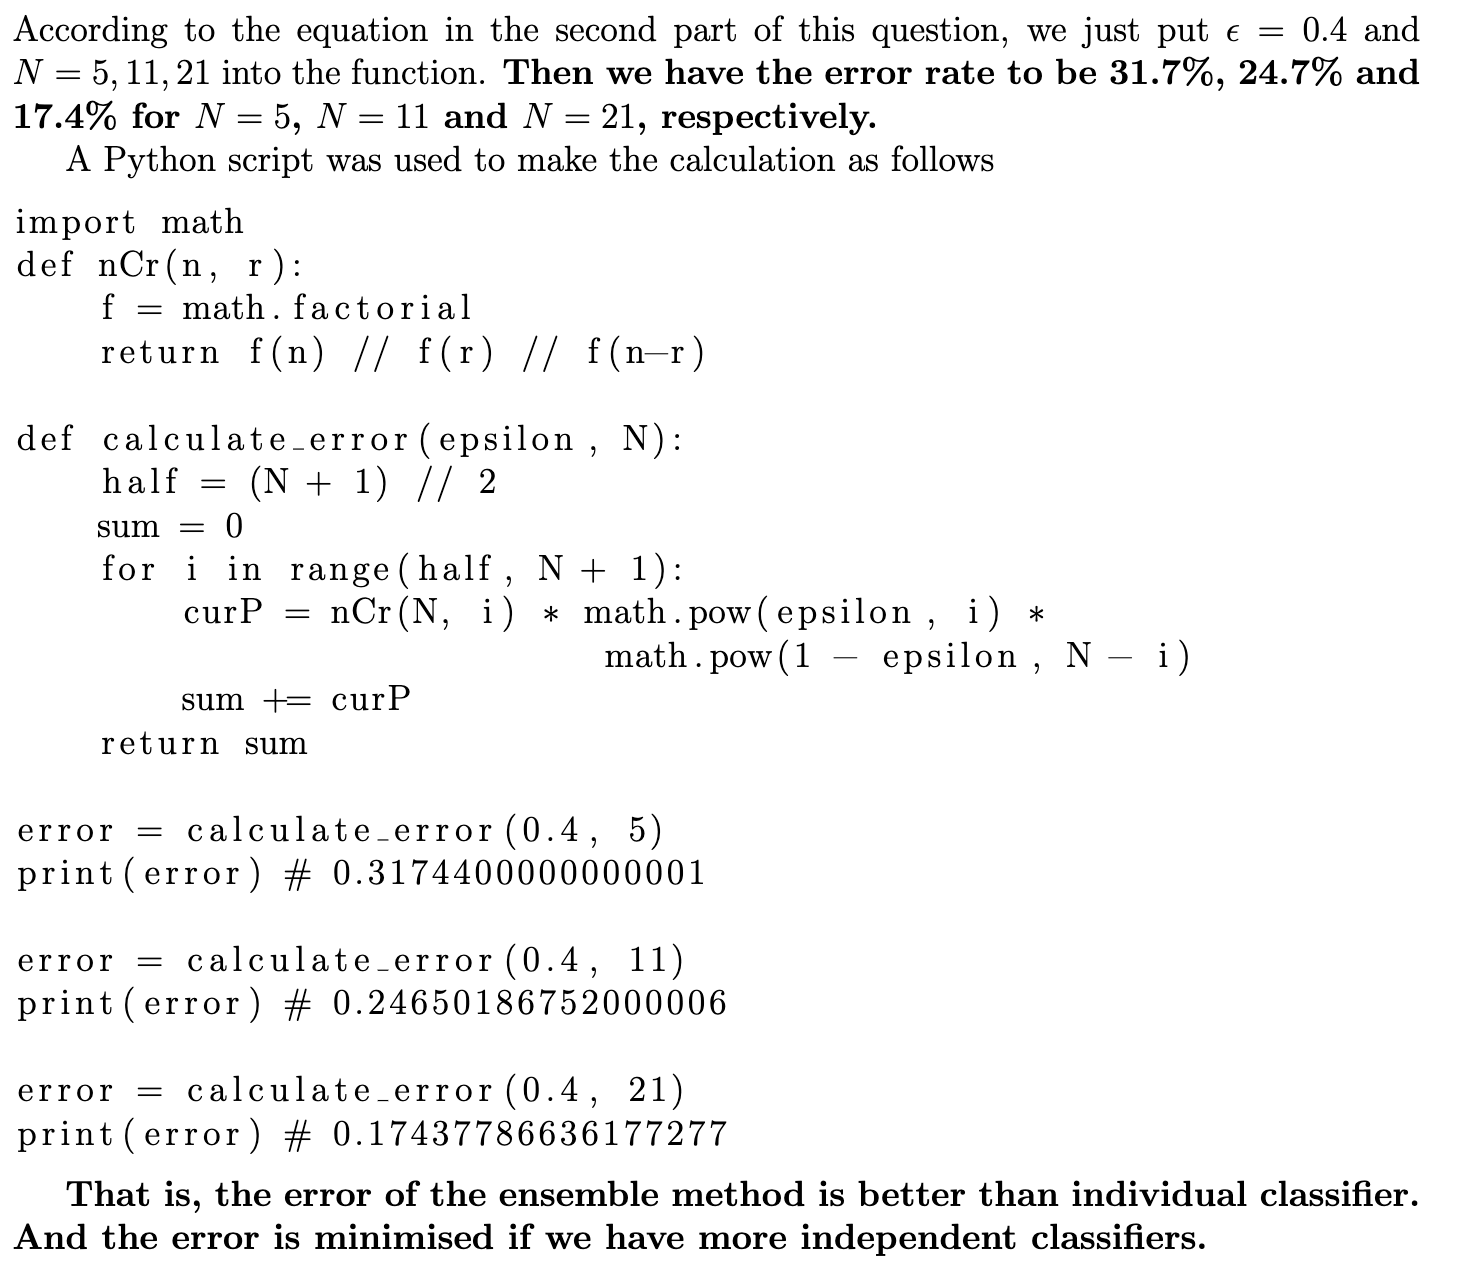 According to the equation in the second part of this question, we just put ϵ = 0.4 and
N = 5, 11, 21 into the function. Then we have the error rate to be 31.7%, 24.7% and
17.4% for N = 5, N = 11 and N = 21, respectively.
A Python script was used to make the calculation as follows
import math
def nCr(n, r):
    f = math.factorial
    return f(n) // f(r) // f(n−r)
def calculate_error(epsilon, N):
    half = (N + 1) // 2
    sum = 0
    for i in range(half, N + 1):
        curP = nCr(N, i) * math.pow(epsilon, i) *
                math.pow(1 − epsilon, N − i)
        sum += curP
    return sum
error = calculate_error(0.4, 5)
print(error) # 0.3174400000000001
error = calculate_error(0.4, 11)
print(error) # 0.24650186752000006
error = calculate_error(0.4, 21)
print(error) # 0.17437786636177277
That is, the error of the ensemble method is better than individual classifier.
And the error is minimised if we have more independent classifiers.